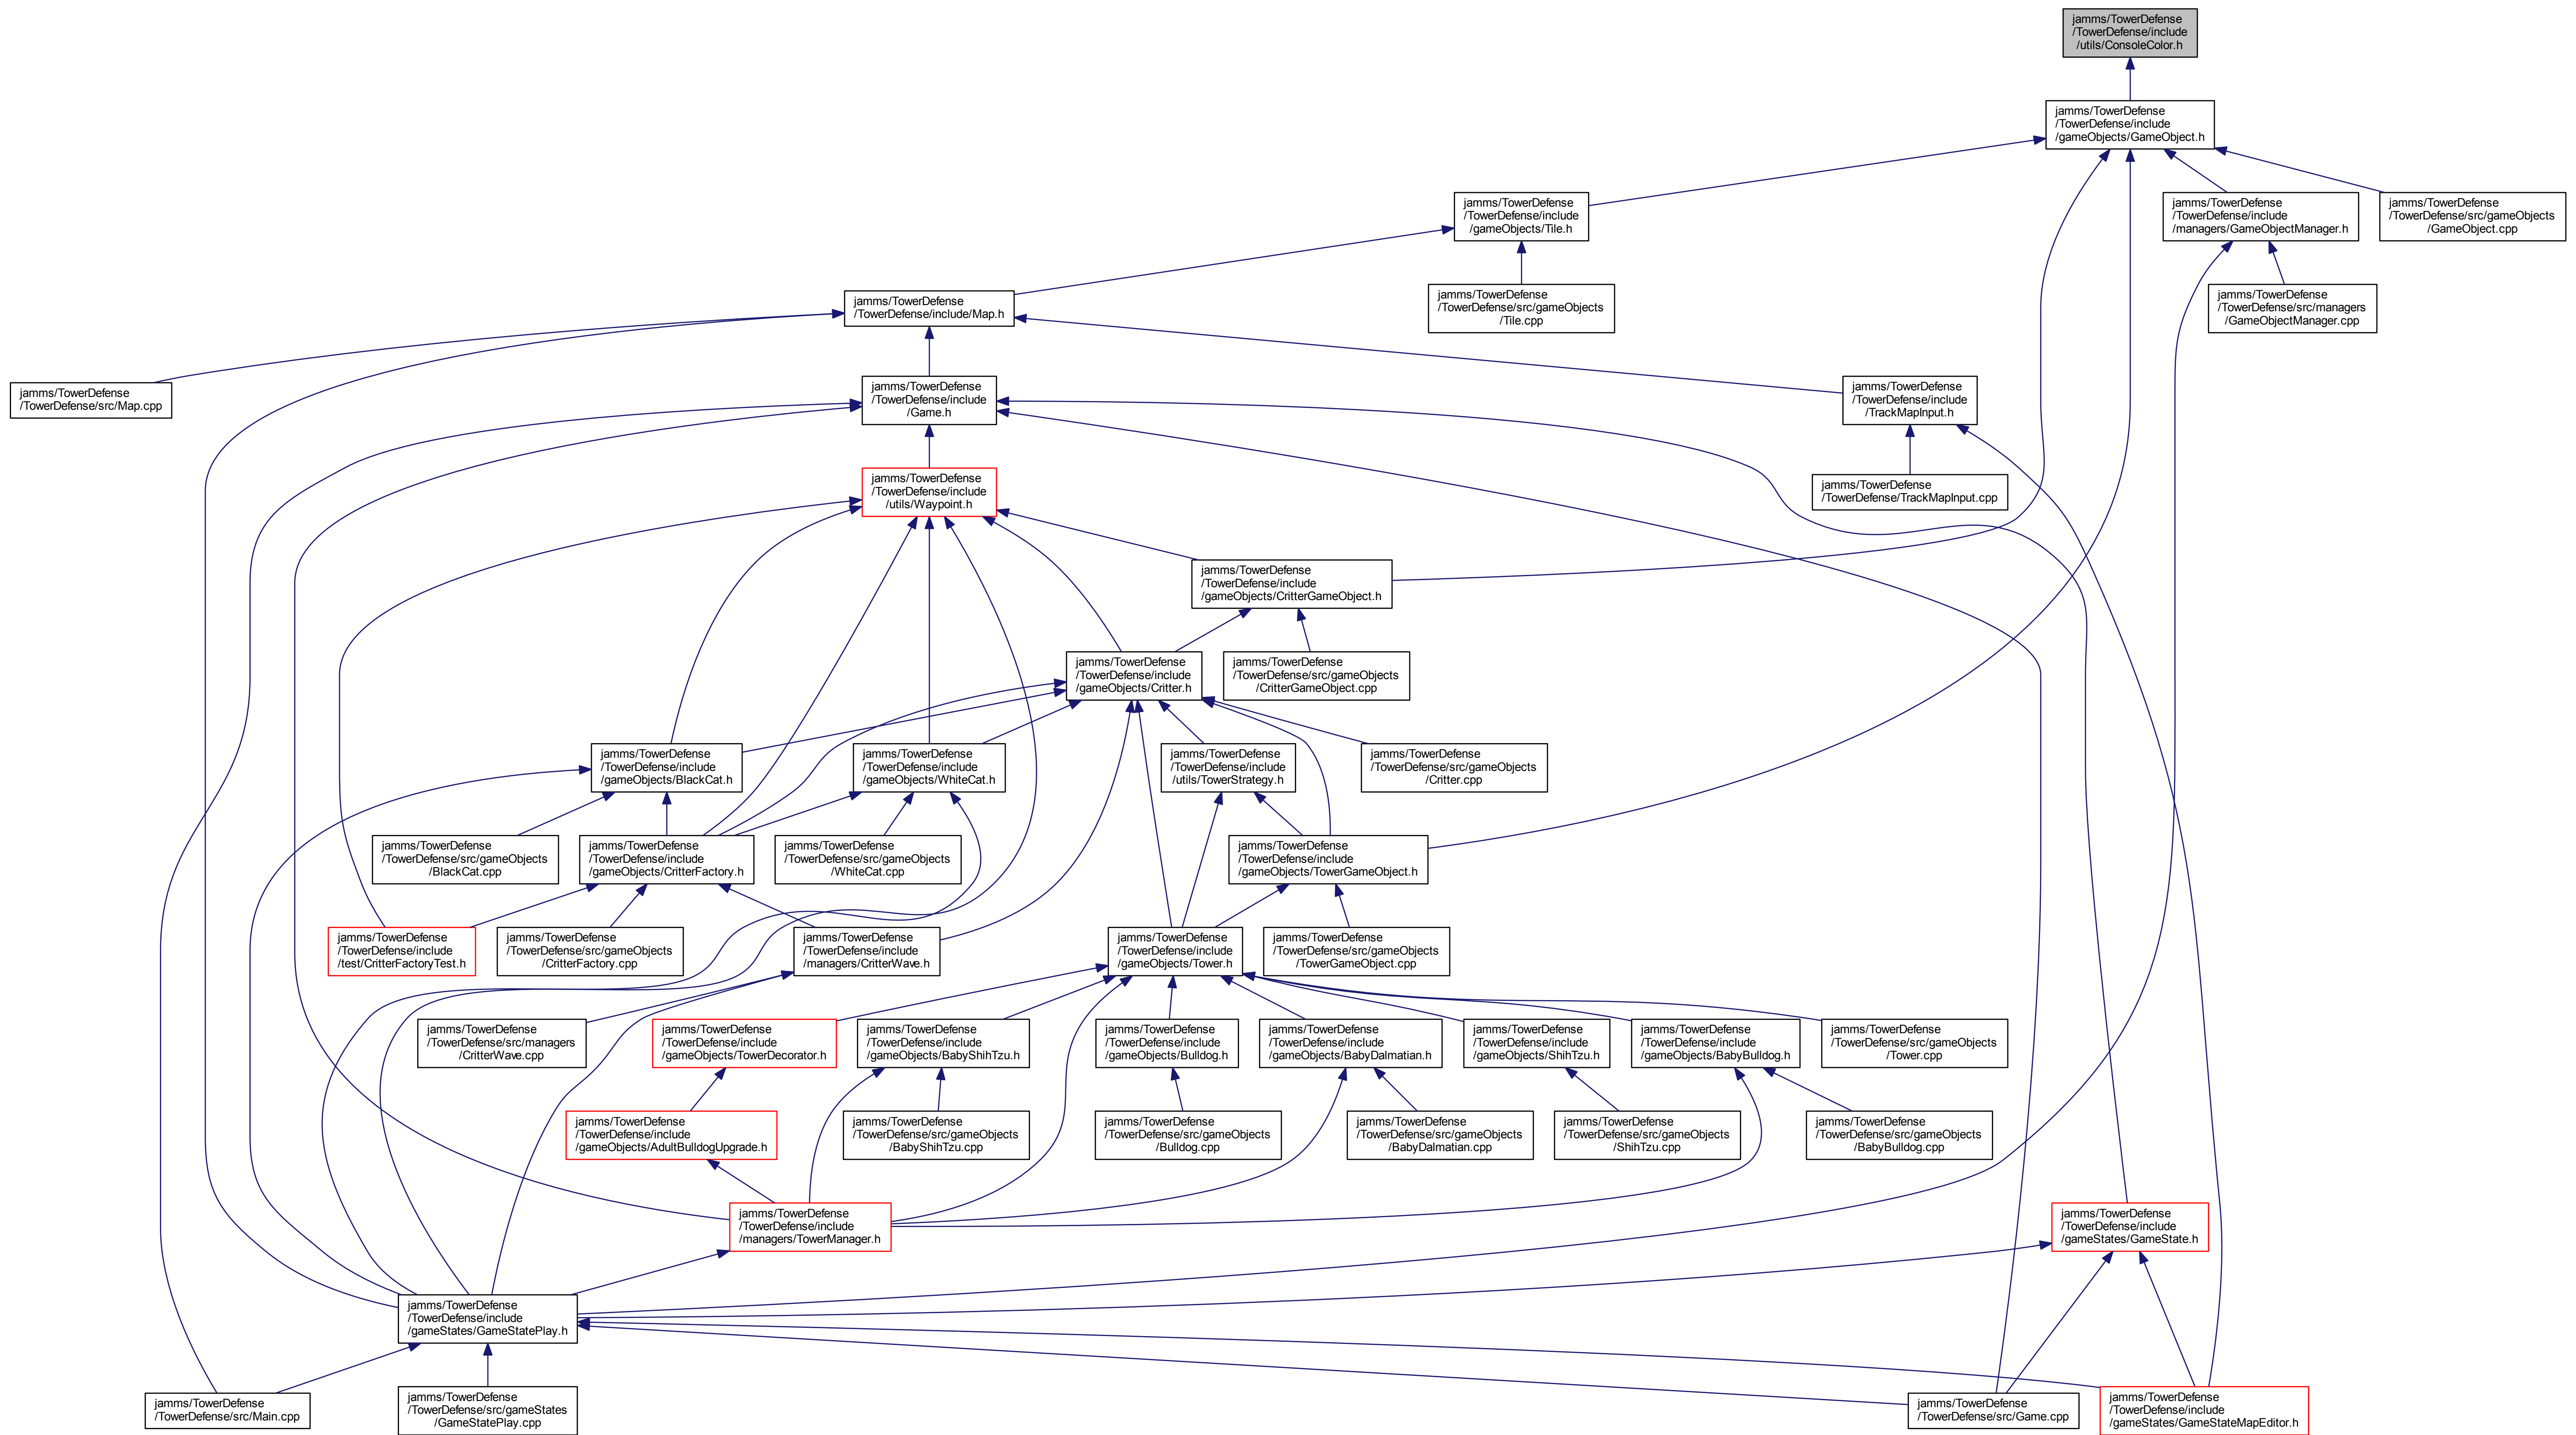 jamms/TowerDefense
/TowerDefense/include
/utils/ConsoleColor.h
jamms/TowerDefense
/TowerDefense/include
/gameObjects/GameObject.h
jamms/TowerDefense
/TowerDefense/include
/gameObjects/Tile.h
jamms/TowerDefense
/TowerDefense/include
/managers/GameObjectManager.h
jamms/TowerDefense
/TowerDefense/src/gameObjects
/GameObject.cpp
jamms/TowerDefense
/TowerDefense/include/Map.h
jamms/TowerDefense
/TowerDefense/src/gameObjects
/Tile.cpp
jamms/TowerDefense
/TowerDefense/src/managers
/GameObjectManager.cpp
jamms/TowerDefense
/TowerDefense/src/Map.cpp
jamms/TowerDefense
/TowerDefense/include
/Game.h
jamms/TowerDefense
/TowerDefense/include
/TrackMapInput.h
jamms/TowerDefense
/TowerDefense/include
/utils/Waypoint.h
jamms/TowerDefense
/TowerDefense/TrackMapInput.cpp
jamms/TowerDefense
/TowerDefense/include
/gameObjects/CritterGameObject.h
jamms/TowerDefense
/TowerDefense/include
/gameObjects/Critter.h
jamms/TowerDefense
/TowerDefense/src/gameObjects
/CritterGameObject.cpp
jamms/TowerDefense
/TowerDefense/include
/gameObjects/BlackCat.h
jamms/TowerDefense
/TowerDefense/include
/gameObjects/WhiteCat.h
jamms/TowerDefense
/TowerDefense/include
/utils/TowerStrategy.h
jamms/TowerDefense
/TowerDefense/src/gameObjects
/Critter.cpp
jamms/TowerDefense
/TowerDefense/src/gameObjects
/BlackCat.cpp
jamms/TowerDefense
/TowerDefense/include
/gameObjects/CritterFactory.h
jamms/TowerDefense
/TowerDefense/src/gameObjects
/WhiteCat.cpp
jamms/TowerDefense
/TowerDefense/include
/gameObjects/TowerGameObject.h
jamms/TowerDefense
/TowerDefense/include
/test/CritterFactoryTest.h
jamms/TowerDefense
/TowerDefense/src/gameObjects
/CritterFactory.cpp
jamms/TowerDefense
/TowerDefense/include
/managers/CritterWave.h
jamms/TowerDefense
/TowerDefense/include
/gameObjects/Tower.h
jamms/TowerDefense
/TowerDefense/src/gameObjects
/TowerGameObject.cpp
jamms/TowerDefense
/TowerDefense/src/managers
/CritterWave.cpp
jamms/TowerDefense
/TowerDefense/include
/gameObjects/TowerDecorator.h
jamms/TowerDefense
/TowerDefense/include
/gameObjects/BabyShihTzu.h
jamms/TowerDefense
/TowerDefense/include
/gameObjects/Bulldog.h
jamms/TowerDefense
/TowerDefense/include
/gameObjects/BabyDalmatian.h
jamms/TowerDefense
/TowerDefense/include
/gameObjects/ShihTzu.h
jamms/TowerDefense
/TowerDefense/include
/gameObjects/BabyBulldog.h
jamms/TowerDefense
/TowerDefense/src/gameObjects
/Tower.cpp
jamms/TowerDefense
/TowerDefense/include
/gameObjects/AdultBulldogUpgrade.h
jamms/TowerDefense
/TowerDefense/src/gameObjects
/BabyShihTzu.cpp
jamms/TowerDefense
/TowerDefense/src/gameObjects
/Bulldog.cpp
jamms/TowerDefense
/TowerDefense/src/gameObjects
/BabyDalmatian.cpp
jamms/TowerDefense
/TowerDefense/src/gameObjects
/ShihTzu.cpp
jamms/TowerDefense
/TowerDefense/src/gameObjects
/BabyBulldog.cpp
jamms/TowerDefense
/TowerDefense/include
/managers/TowerManager.h
jamms/TowerDefense
/TowerDefense/include
/gameStates/GameState.h
jamms/TowerDefense
/TowerDefense/include
/gameStates/GameStatePlay.h
jamms/TowerDefense
/TowerDefense/src/Main.cpp
jamms/TowerDefense
/TowerDefense/src/gameStates
/GameStatePlay.cpp
jamms/TowerDefense
/TowerDefense/src/Game.cpp
jamms/TowerDefense
/TowerDefense/include
/gameStates/GameStateMapEditor.h